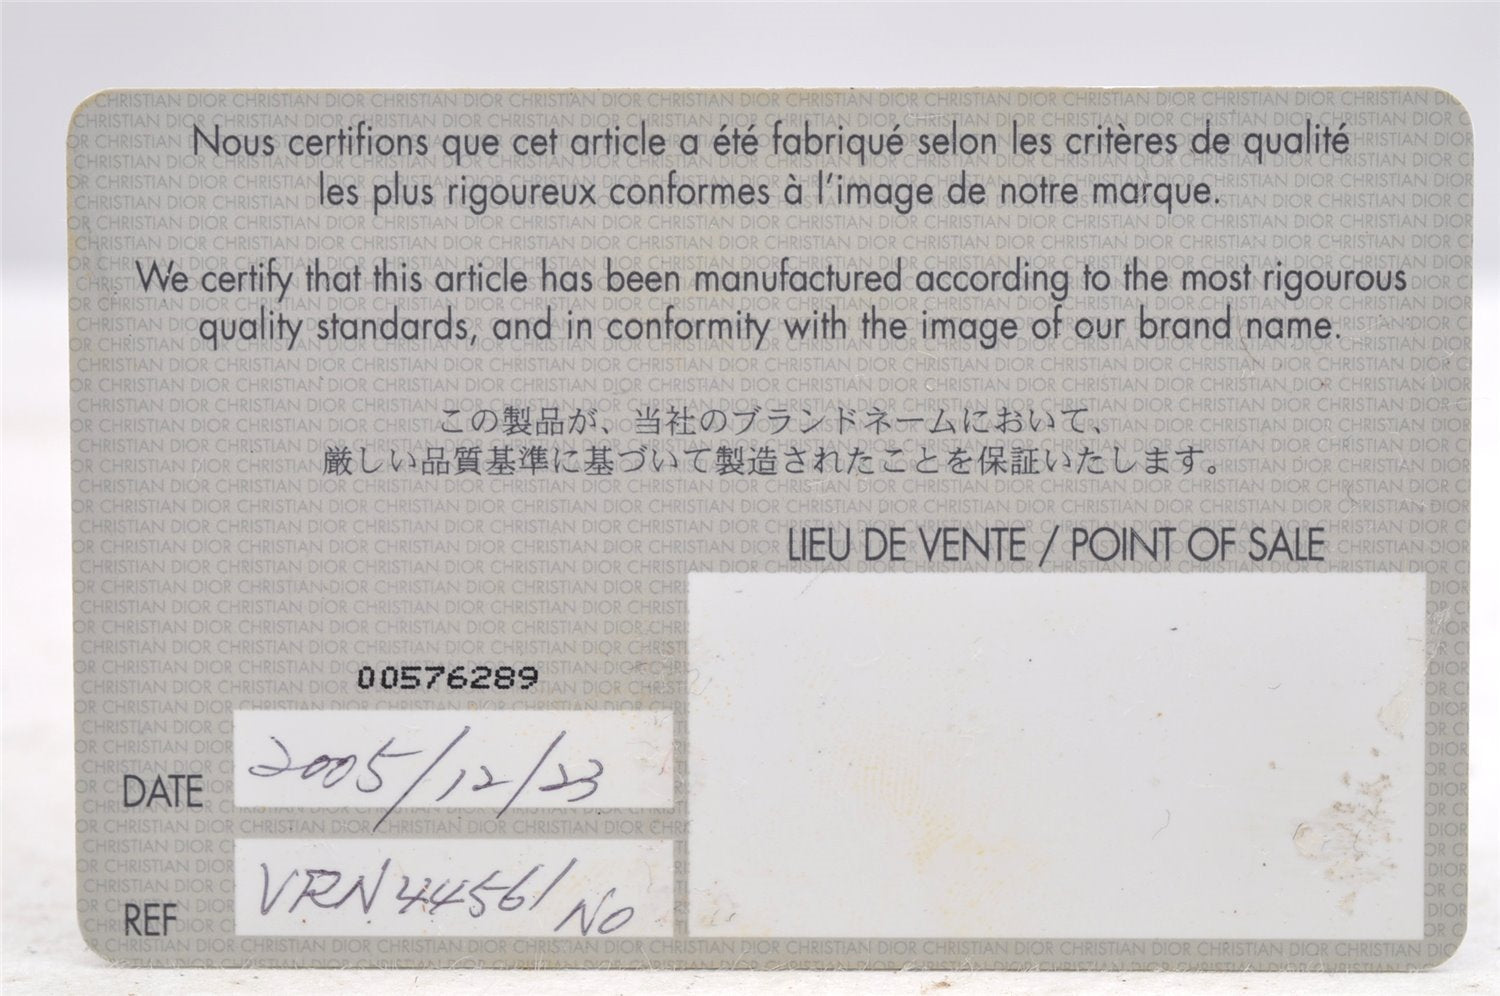 Nous certifions que cet article a été fabriqué selon les critères de qualité
les plus rigoureux conformes à l'image de notre marque.
We certify that this article has been manufactured according to the most rigourous
quality standards, and in conformity with the image of our brand name.
この製品が、当社のブランドネームにおいて、
厳しい品質基準に基づいて製造されたことを保証いたします。
LIEU DE VENTE / POINT OF SALE
00576289
DATE 2005/12/23
REF VRN44561 NO